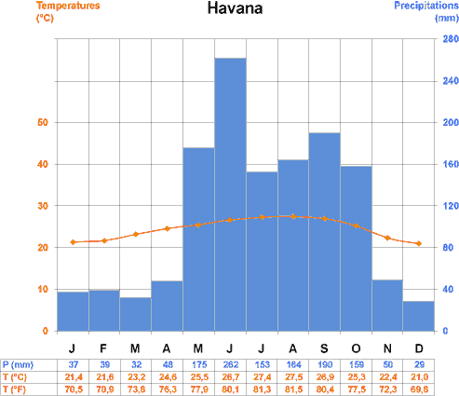 Temperatures Havana Precipitations
(°C) (mm)
280
50 240
40 200
30 160
120
20 80
10 40
0 0
J F M A M J J A S O N D
P (mm) 37 39 32 48 175 262 153 164 190 159 50 29
T (°C) 21,4 21,6 23,2 24,6 25,5 26,7 27,4 27,5 26,9 25,3 22,4 21,0
T (°F) 70,5 70,9 73,8 76,3 77,9 80,1 81,3 81,5 80,4 77,5 72,3 69,8